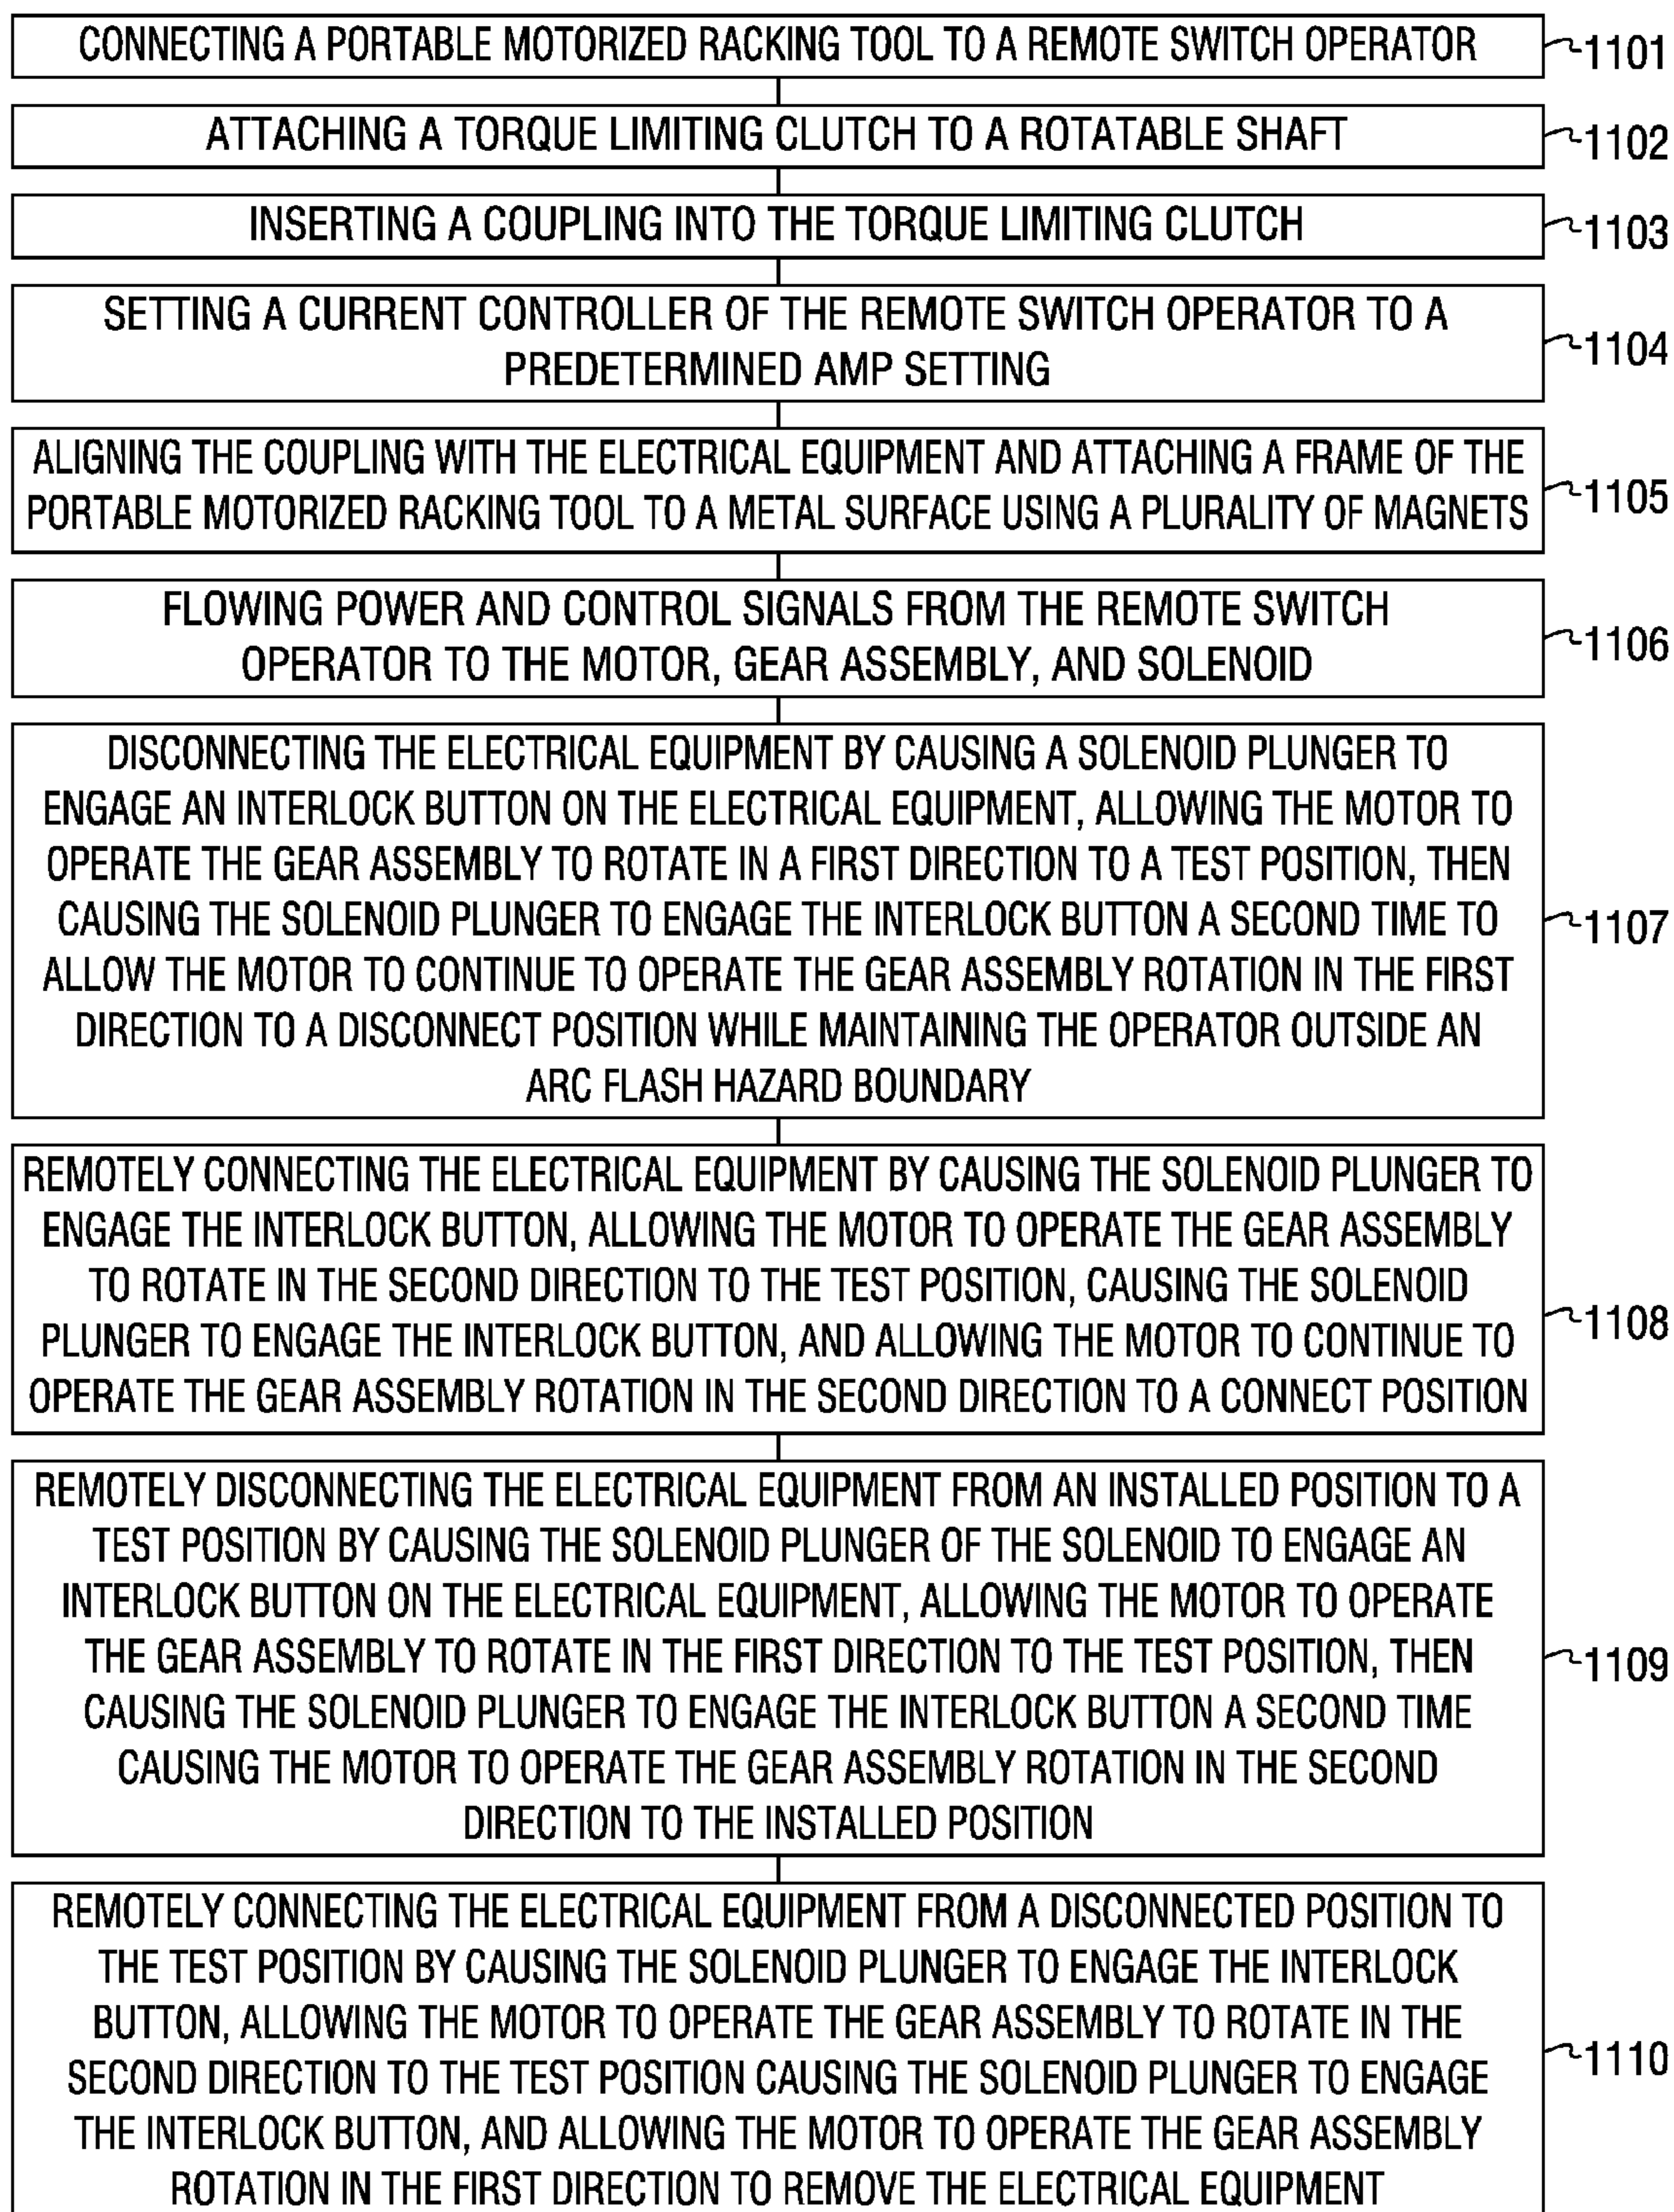 CONNECTING A PORTABLE MOTORIZED RACKING TOOL TO A REMOTE SWITCH OPERATOR
1101
ATTACHING A TORQUE LIMITING CLUTCH TO A ROTATABLE SHAFT
1102
INSERTING A COUPLING INTO THE TORQUE LIMITING CLUTCH
1103
SETTING A CURRENT CONTROLLER OF THE REMOTE SWITCH OPERATOR TO A
PREDETERMINED AMP SETTING
1104
ALIGNING THE COUPLING WITH THE ELECTRICAL EQUIPMENT AND ATTACHING A FRAME OF THE
PORTABLE MOTORIZED RACKING TOOL TO A METAL SURFACE USING A PLURALITY OF MAGNETS
1105
FLOWING POWER AND CONTROL SIGNALS FROM THE REMOTE SWITCH
OPERATOR TO THE MOTOR, GEAR ASSEMBLY, AND SOLENOID
1106
DISCONNECTING THE ELECTRICAL EQUIPMENT BY CAUSING A SOLENOID PLUNGER TO
ENGAGE AN INTERLOCK BUTTON ON THE ELECTRICAL EQUIPMENT, ALLOWING THE MOTOR TO
OPERATE THE GEAR ASSEMBLY TO ROTATE IN A FIRST DIRECTION TO A TEST POSITION, THEN
CAUSING THE SOLENOID PLUNGER TO ENGAGE THE INTERLOCK BUTTON A SECOND TIME TO
ALLOW THE MOTOR TO CONTINUE TO OPERATE THE GEAR ASSEMBLY ROTATION IN THE FIRST
DIRECTION TO A DISCONNECT POSITION WHILE MAINTAINING THE OPERATOR OUTSIDE AN
ARC FLASH HAZARD BOUNDARY
1107
REMOTELY CONNECTING THE ELECTRICAL EQUIPMENT BY CAUSING THE SOLENOID PLUNGER TO
ENGAGE THE INTERLOCK BUTTON, ALLOWING THE MOTOR TO OPERATE THE GEAR ASSEMBLY
TO ROTATE IN THE SECOND DIRECTION TO THE TEST POSITION, CAUSING THE SOLENOID
PLUNGER TO ENGAGE THE INTERLOCK BUTTON, AND ALLOWING THE MOTOR TO CONTINUE TO
OPERATE THE GEAR ASSEMBLY ROTATION IN THE SECOND DIRECTION TO A CONNECT POSITION
1108
REMOTELY DISCONNECTING THE ELECTRICAL EQUIPMENT FROM AN INSTALLED POSITION TO A
TEST POSITION BY CAUSING THE SOLENOID PLUNGER OF THE SOLENOID TO ENGAGE AN
INTERLOCK BUTTON ON THE ELECTRICAL EQUIPMENT, ALLOWING THE MOTOR TO OPERATE
THE GEAR ASSEMBLY TO ROTATE IN THE FIRST DIRECTION TO THE TEST POSITION, THEN
CAUSING THE SOLENOID PLUNGER TO ENGAGE THE INTERLOCK BUTTON A SECOND TIME
CAUSING THE MOTOR TO OPERATE THE GEAR ASSEMBLY ROTATION IN THE SECOND
DIRECTION TO THE INSTALLED POSITION
1109
REMOTELY CONNECTING THE ELECTRICAL EQUIPMENT FROM A DISCONNECTED POSITION TO
THE TEST POSITION BY CAUSING THE SOLENOID PLUNGER TO ENGAGE THE INTERLOCK
BUTTON, ALLOWING THE MOTOR TO OPERATE THE GEAR ASSEMBLY TO ROTATE IN THE
SECOND DIRECTION TO THE TEST POSITION CAUSING THE SOLENOID PLUNGER TO ENGAGE
THE INTERLOCK BUTTON, AND ALLOWING THE MOTOR TO OPERATE THE GEAR ASSEMBLY
ROTATION IN THE FIRST DIRECTION TO REMOVE THE ELECTRICAL EQUIPMENT
1110